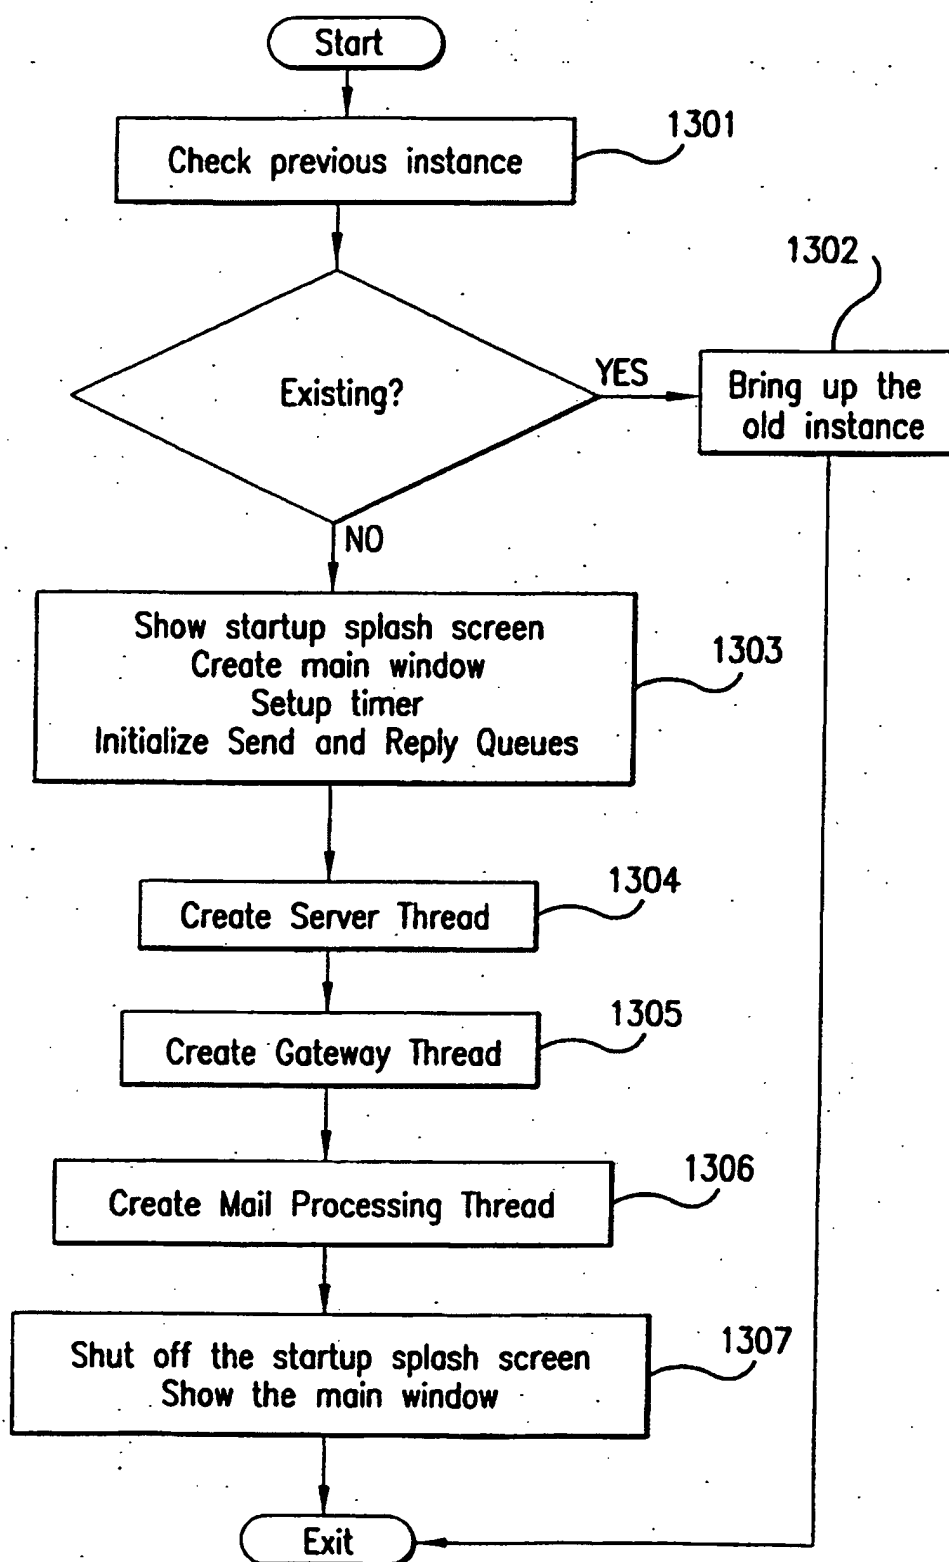 Start
1301
Check previous instance
1302
Existing?
YES
Bring up the
old instance
NO
Show startup splash screen
Create main window
Setup timer
Initialize Send and Reply Queues
1303
1304
Create Server Thread
1305
Create Gateway Thread
1306
Create Mail Processing Thread
1307
Shut off the startup splash screen
Show the main window
Exit